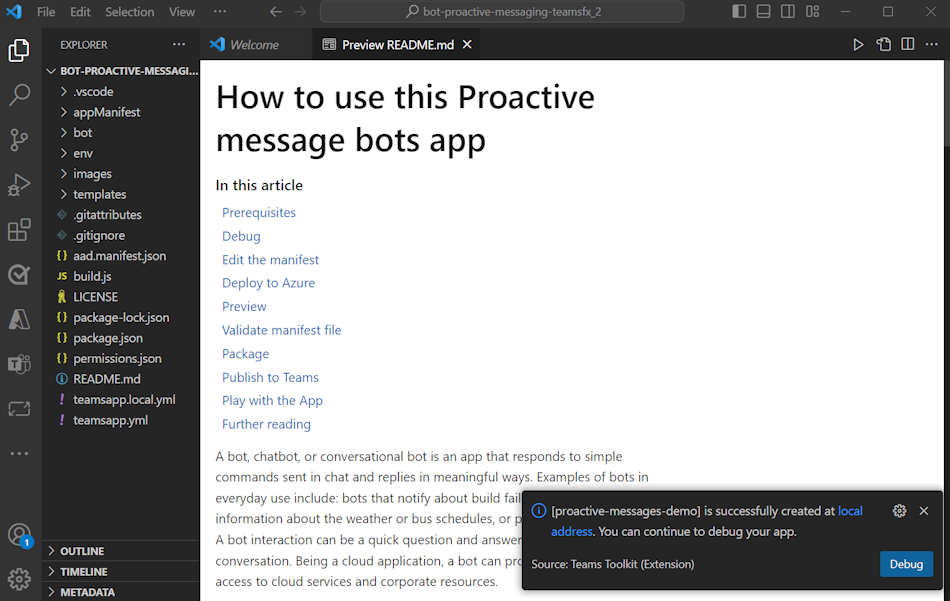 File Edit Selection View ··· bot-proactive-messaging-teamsfx_2
EXPLORER ···
Welcome
Preview README.md
BOT-PROACTIVE-MESSAGI...
.vscode
appManifest
bot
env
images
templates
.gitattributes
.gitignore
{} aad.manifest.json
JS build.js
LICENSE
{} package-lock.json
{} package.json
{} permissions.json
README.md
! teamsapp.local.yml
! teamsapp.yml
OUTLINE
TIMELINE
METADATA
1
How to use this Proactive
message bots app
In this article
Prerequisites
Debug
Edit the manifest
Deploy to Azure
Preview
Validate manifest file
Package
Publish to Teams
Play with the App
Further reading
A bot, chatbot, or conversational bot is an app that responds to simple
commands sent in chat and replies in meaningful ways. Examples of bots in
everyday use include: bots that notify about build fail
information about the weather or bus schedules, or p
A bot interaction can be a quick question and answer
conversation. Being a cloud application, a bot can pro
access to cloud services and corporate resources.
[proactive-messages-demo] is successfully created at local
address. You can continue to debug your app.
Source: Teams Toolkit (Extension)
Debug